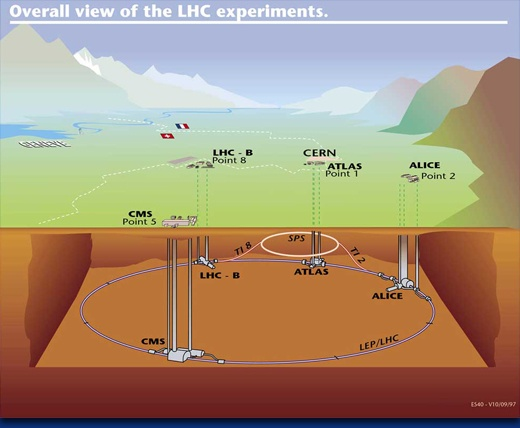 Overall view of the LHC experiments.
GENEVE
LHC - B
Point 8
CERN
ATLAS
Point 1
ALICE
Point 2
CMS
Point 5
TI 8
SPS
TI 2
LHC - B
ATLAS
ALICE
CMS
LEP/LHC
E540 - V10/09/97